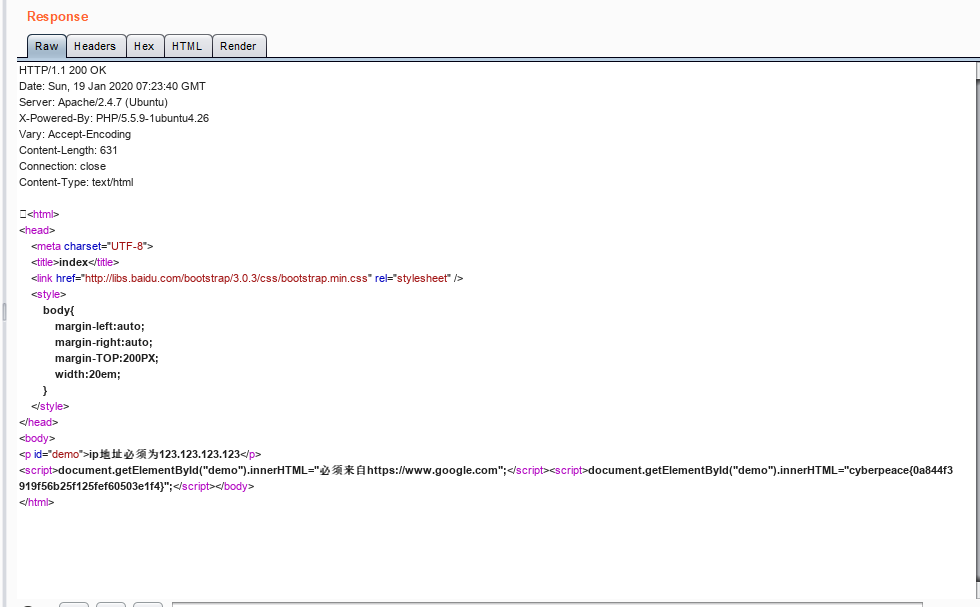 Response
Raw Headers Hex HTML Render
HTTP/1.1 200 OK
Date: Sun, 19 Jan 2020 07:23:40 GMT
Server: Apache/2.4.7 (Ubuntu)
X-Powered-By: PHP/5.5.9-1ubuntu4.26
Vary: Accept-Encoding
Content-Length: 631
Connection: close
Content-Type: text/html

<html>
<head>
    <meta charset="UTF-8">
    <title>index</title>
    <link href="http://libs.baidu.com/bootstrap/3.0.3/css/bootstrap.min.css" rel="stylesheet" />
    <style>
        body{
            margin-left:auto;
            margin-right:auto;
            margin-TOP:200PX;
            width:20em;
        }
    </style>
</head>
<body>
<p id="demo">ip地址必须为123.123.123.123</p>
<script>document.getElementById("demo").innerHTML="必须来自https://www.google.com";</script><script>document.getElementById("demo").innerHTML="cyberpeace{0a844f3
919f56b25f125fef60503e1f4}";</script></body>
</html>